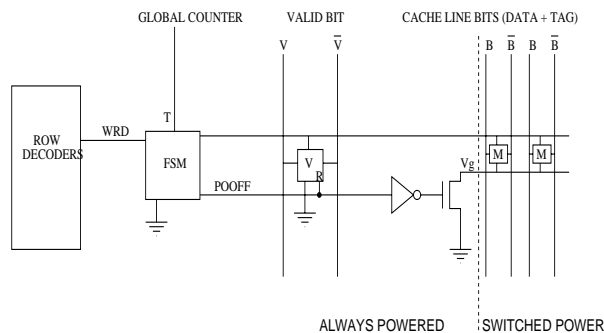 GLOBAL COUNTER VALID BIT CACHE LINE BITS (DATA + TAG)
V V B B B B
T
WRD
ROW
DECODERS
FSM
V
R
M M
Vg
POOFF
ALWAYS POWERED SWITCHED POWER